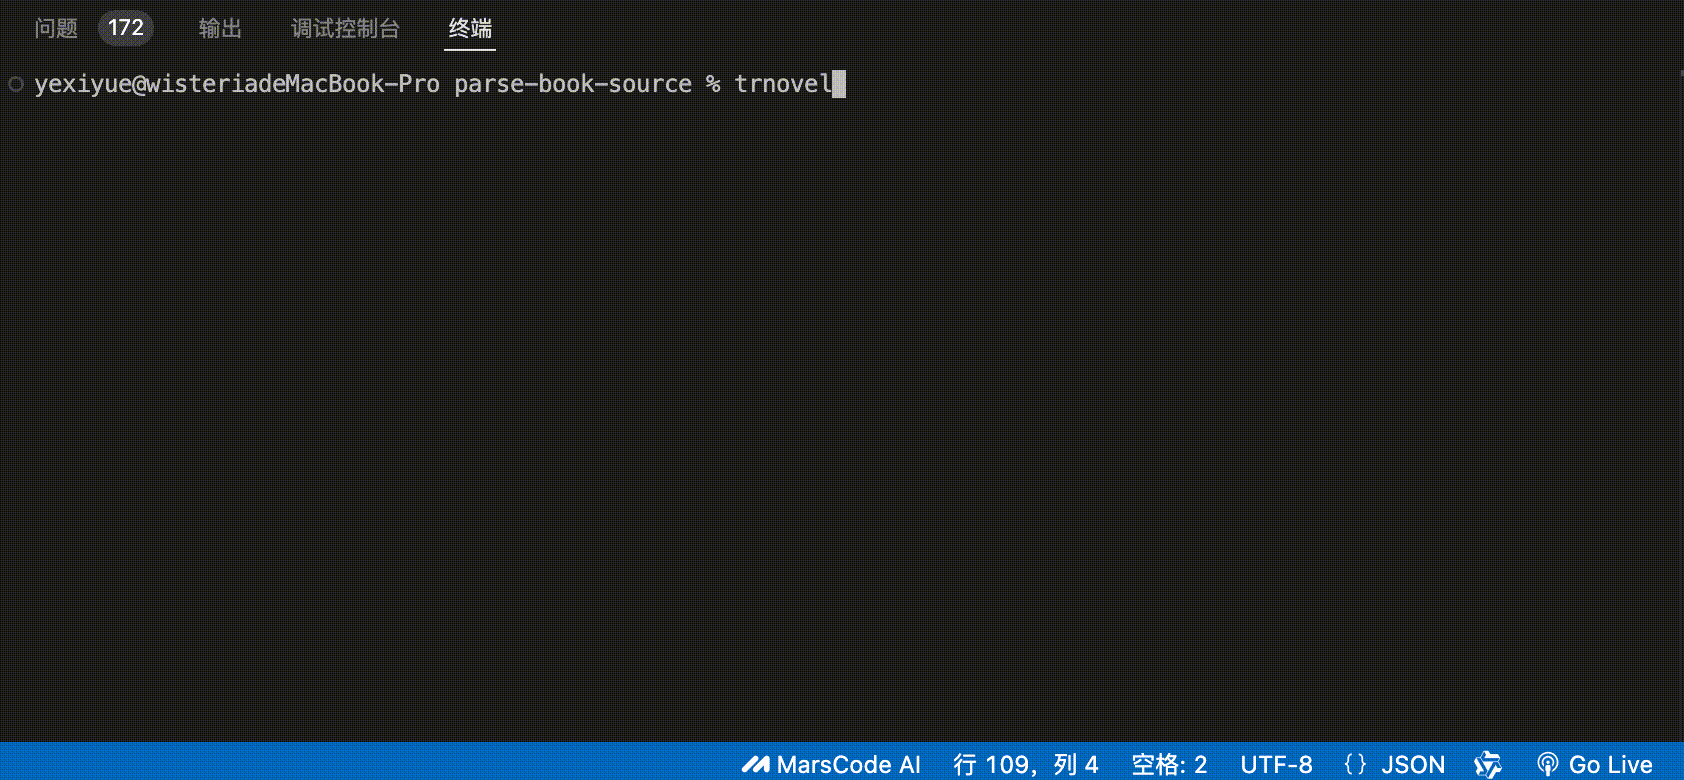 问题 172 输出 调试控制台 终端
yexiyue@wisteriadeMacBook-Pro parse-book-source % trnovel
MarsCode AI 行 109，列 4 空格: 2 UTF-8 {} JSON Go Live